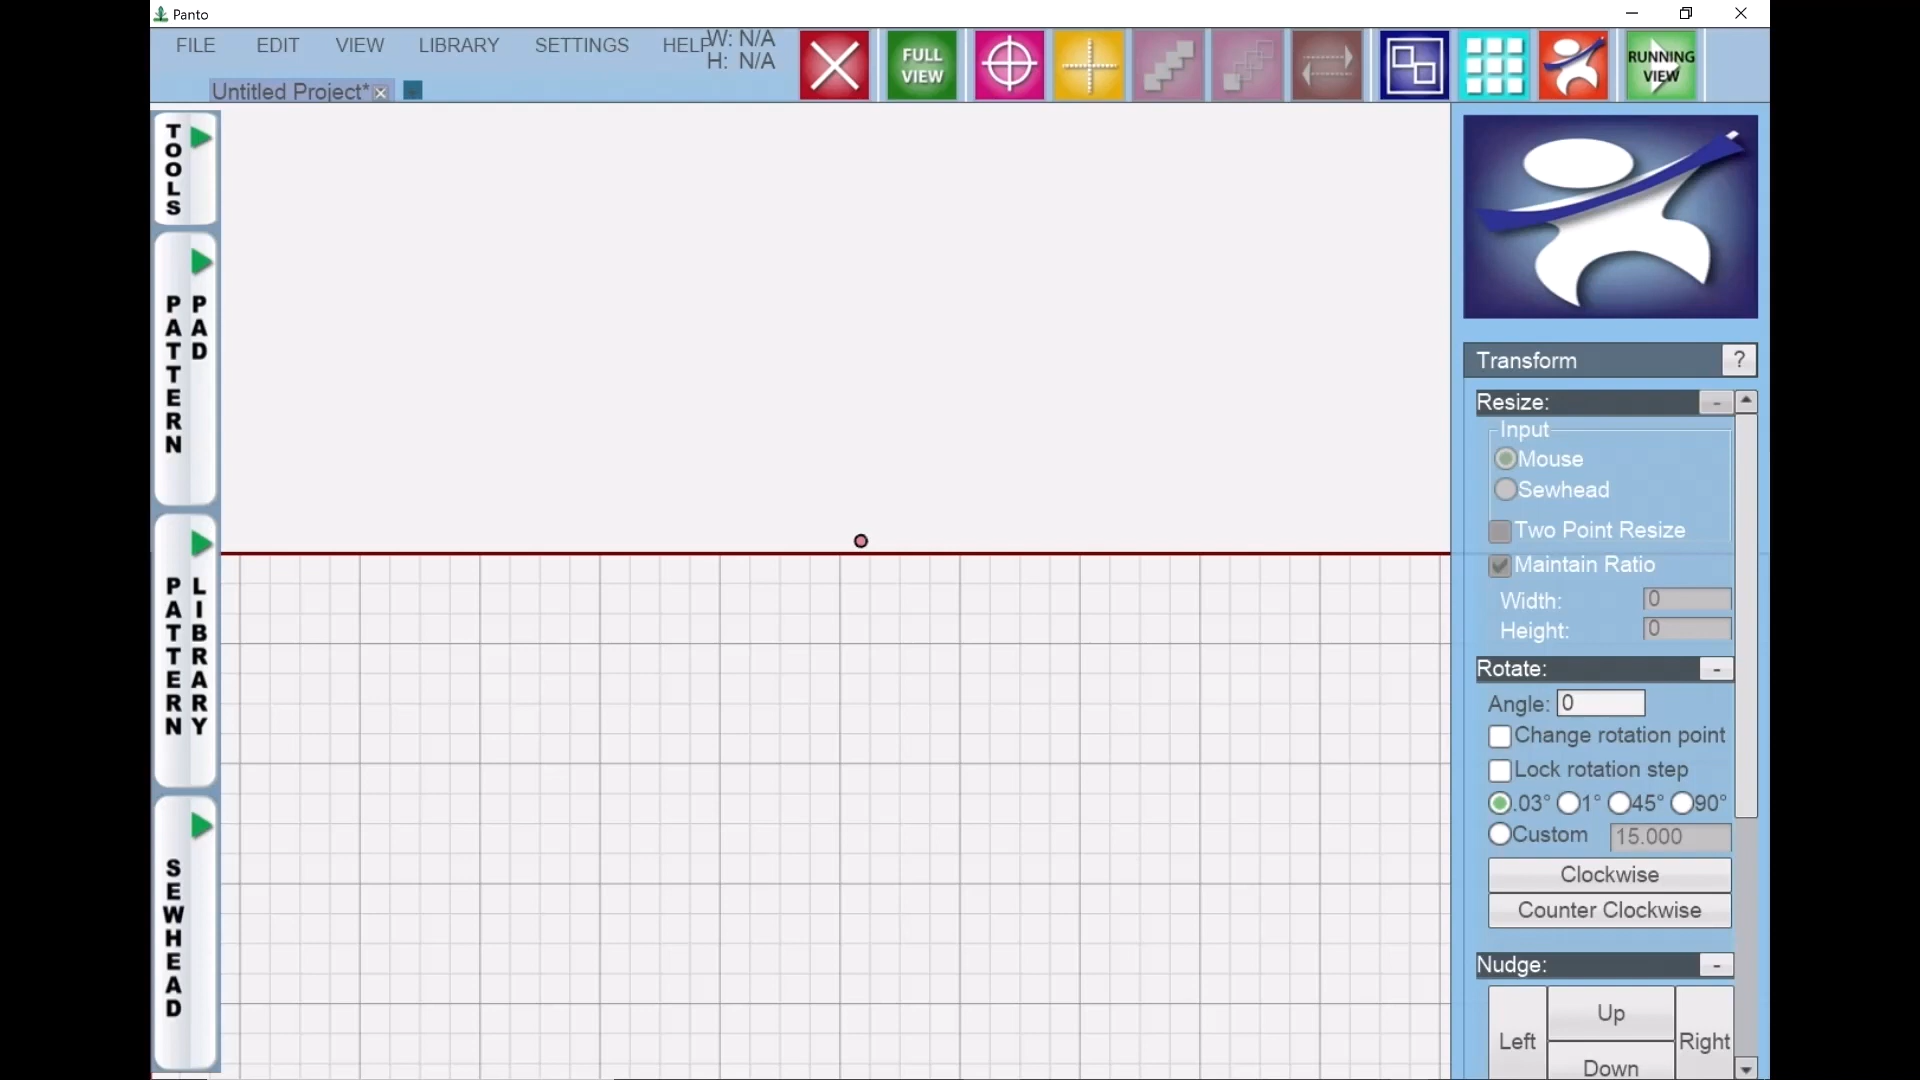 Panto
FILE EDIT VIEW LIBRARY SETTINGS HELP
W: N/A
H: N/A
FULL VIEW
RUNNING VIEW
Untitled Project*
TOOLS
PATTERN PAD
PATTERN LIBRARY
SEWHEAD
Transform ?
Resize: -
Input
Mouse
Sewhead
Two Point Resize
Maintain Ratio
Width: 0
Height: 0
Rotate: -
Angle: 0
Change rotation point
Lock rotation step
.03° 1° 45° 90°
Custom 15.000
Clockwise
Counter Clockwise
Nudge: -
Up
Left Right
Down